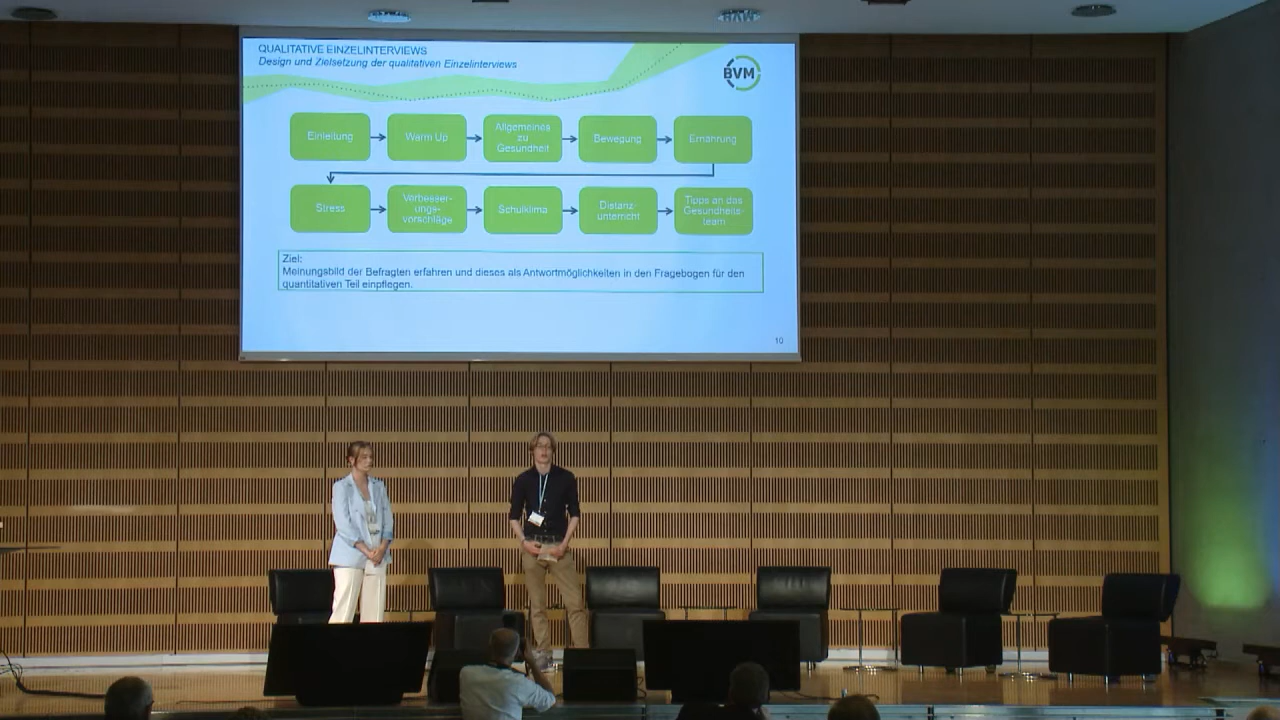 QUALITATIVE EINZELINTERVIEWS
Design und Zielsetzung der qualitativen Einzelinterviews
BVM
Einleitung
Warm Up
Allgemeines
zu
Gesundheit
Bewegung
Ernährung
Stress
Verbesser-
ungs-
vorschläge
Schulklima
Distanz-
unterricht
Tipps an das
Gesundheits-
team
Ziel:
Meinungsbild der Befragten erfahren und dieses als Antwortmöglichkeiten in den Fragebogen für den
quantitativen Teil einpflegen.
10